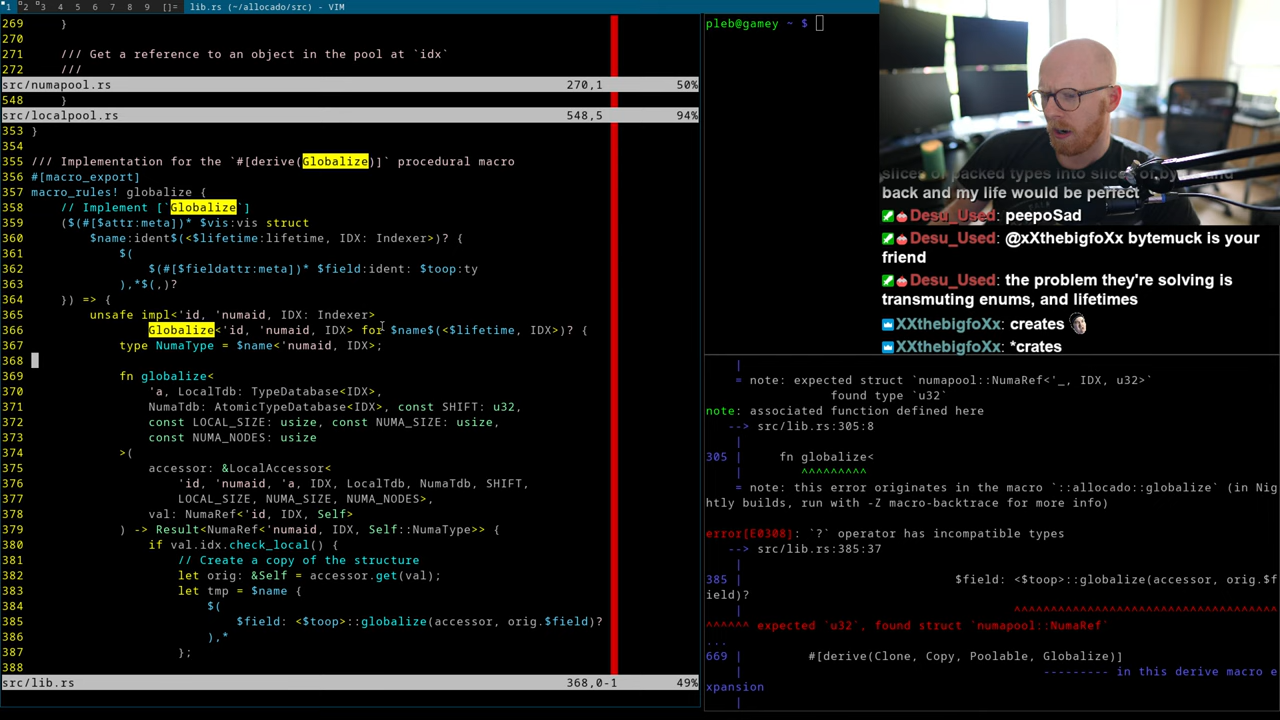 1 2 3 4 5 6 7 8 9 []= lib.rs (~/allocado/src) - VIM
269     }
270
271     /// Get a reference to an object in the pool at `idx`
272     ///
src/numapool.rs 270,1 50%
548     }
src/localpool.rs 548,5 94%
353 }
354
355 /// Implementation for the `#[derive(Globalize)]` procedural macro
356 #[macro_export]
357 macro_rules! globalize {
358     // Implement [`Globalize`]
359     ($(#[$attr:meta])* $vis:vis struct
360         $name:ident$(<$lifetime:lifetime, IDX: Indexer>)? {
361             $(
362                 $(#[$fieldattr:meta])* $field:ident: $toop:ty
363             ),*$(,)?
364     }) => {
365         unsafe impl<'id, 'numaid, IDX: Indexer>
366                 Globalize<'id, 'numaid, IDX> for $name$(<$lifetime, IDX>)? {
367             type NumaType = $name<'numaid, IDX>;
368
369             fn globalize<
370                 'a, LocalTdb: TypeDatabase<IDX>,
371                 NumaTdb: AtomicTypeDatabase<IDX>, const SHIFT: u32,
372                 const LOCAL_SIZE: usize, const NUMA_SIZE: usize,
373                 const NUMA_NODES: usize
374             >(
375                 accessor: &LocalAccessor<
376                     'id, 'numaid, 'a, IDX, LocalTdb, NumaTdb, SHIFT,
377                     LOCAL_SIZE, NUMA_SIZE, NUMA_NODES>,
378                 val: NumaRef<'id, IDX, Self>
379             ) -> Result<NumaRef<'numaid, IDX, Self::NumaType>> {
380                 if val.idx.check_local() {
381                     // Create a copy of the structure
382                     let orig: &Self = accessor.get(val);
383                     let tmp = $name {
384                         $(
385                             $field: <$toop>::globalize(accessor, orig.$field)?
386                         ),*
387                     };
388
src/lib.rs 368,0-1 49%
pleb@gamey ~ $
back and my life would be perfect
Desu_Used: peepoSad
Desu_Used: @xXthebigfoXx bytemuck is your
friend
Desu_Used: the problem they're solving is
transmuting enums, and lifetimes
XXthebigfoXx: creates
XXthebigfoXx: *crates
|
= note: expected struct `numapool::NumaRef<'_, IDX, u32>`
found type `u32`
note: associated function defined here
--> src/lib.rs:305:8
|
305 |     fn globalize<
|        ^^^^^^^^^
= note: this error originates in the macro `::allocado::globalize` (in Nig
htly builds, run with -Z macro-backtrace for more info)
error[E0308]: `?` operator has incompatible types
--> src/lib.rs:385:37
|
385 | $field: <$toop>::globalize(accessor, orig.$f
ield)?
| ^^^^^^^^^^^^^^^^^^^^^^^^^^^^^^^^^^^
^^^^^^ expected `u32`, found struct `numapool::NumaRef`
...
669 |     #[derive(Clone, Copy, Poolable, Globalize)]
| --------- in this derive macro e
xpansion
|